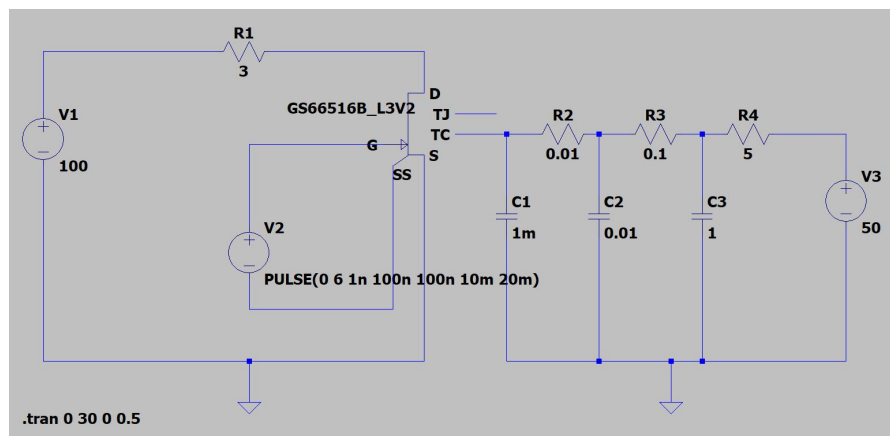 R1
3
V1
100
GS66516B_L3V2
D
TJ
TC
G
S
SS
R2
0.01
R3
0.1
R4
5
V3
50
C1
1m
C2
0.01
C3
1
V2
PULSE(0 6 1n 100n 100n 10m 20m)
.tran 0 30 0 0.5